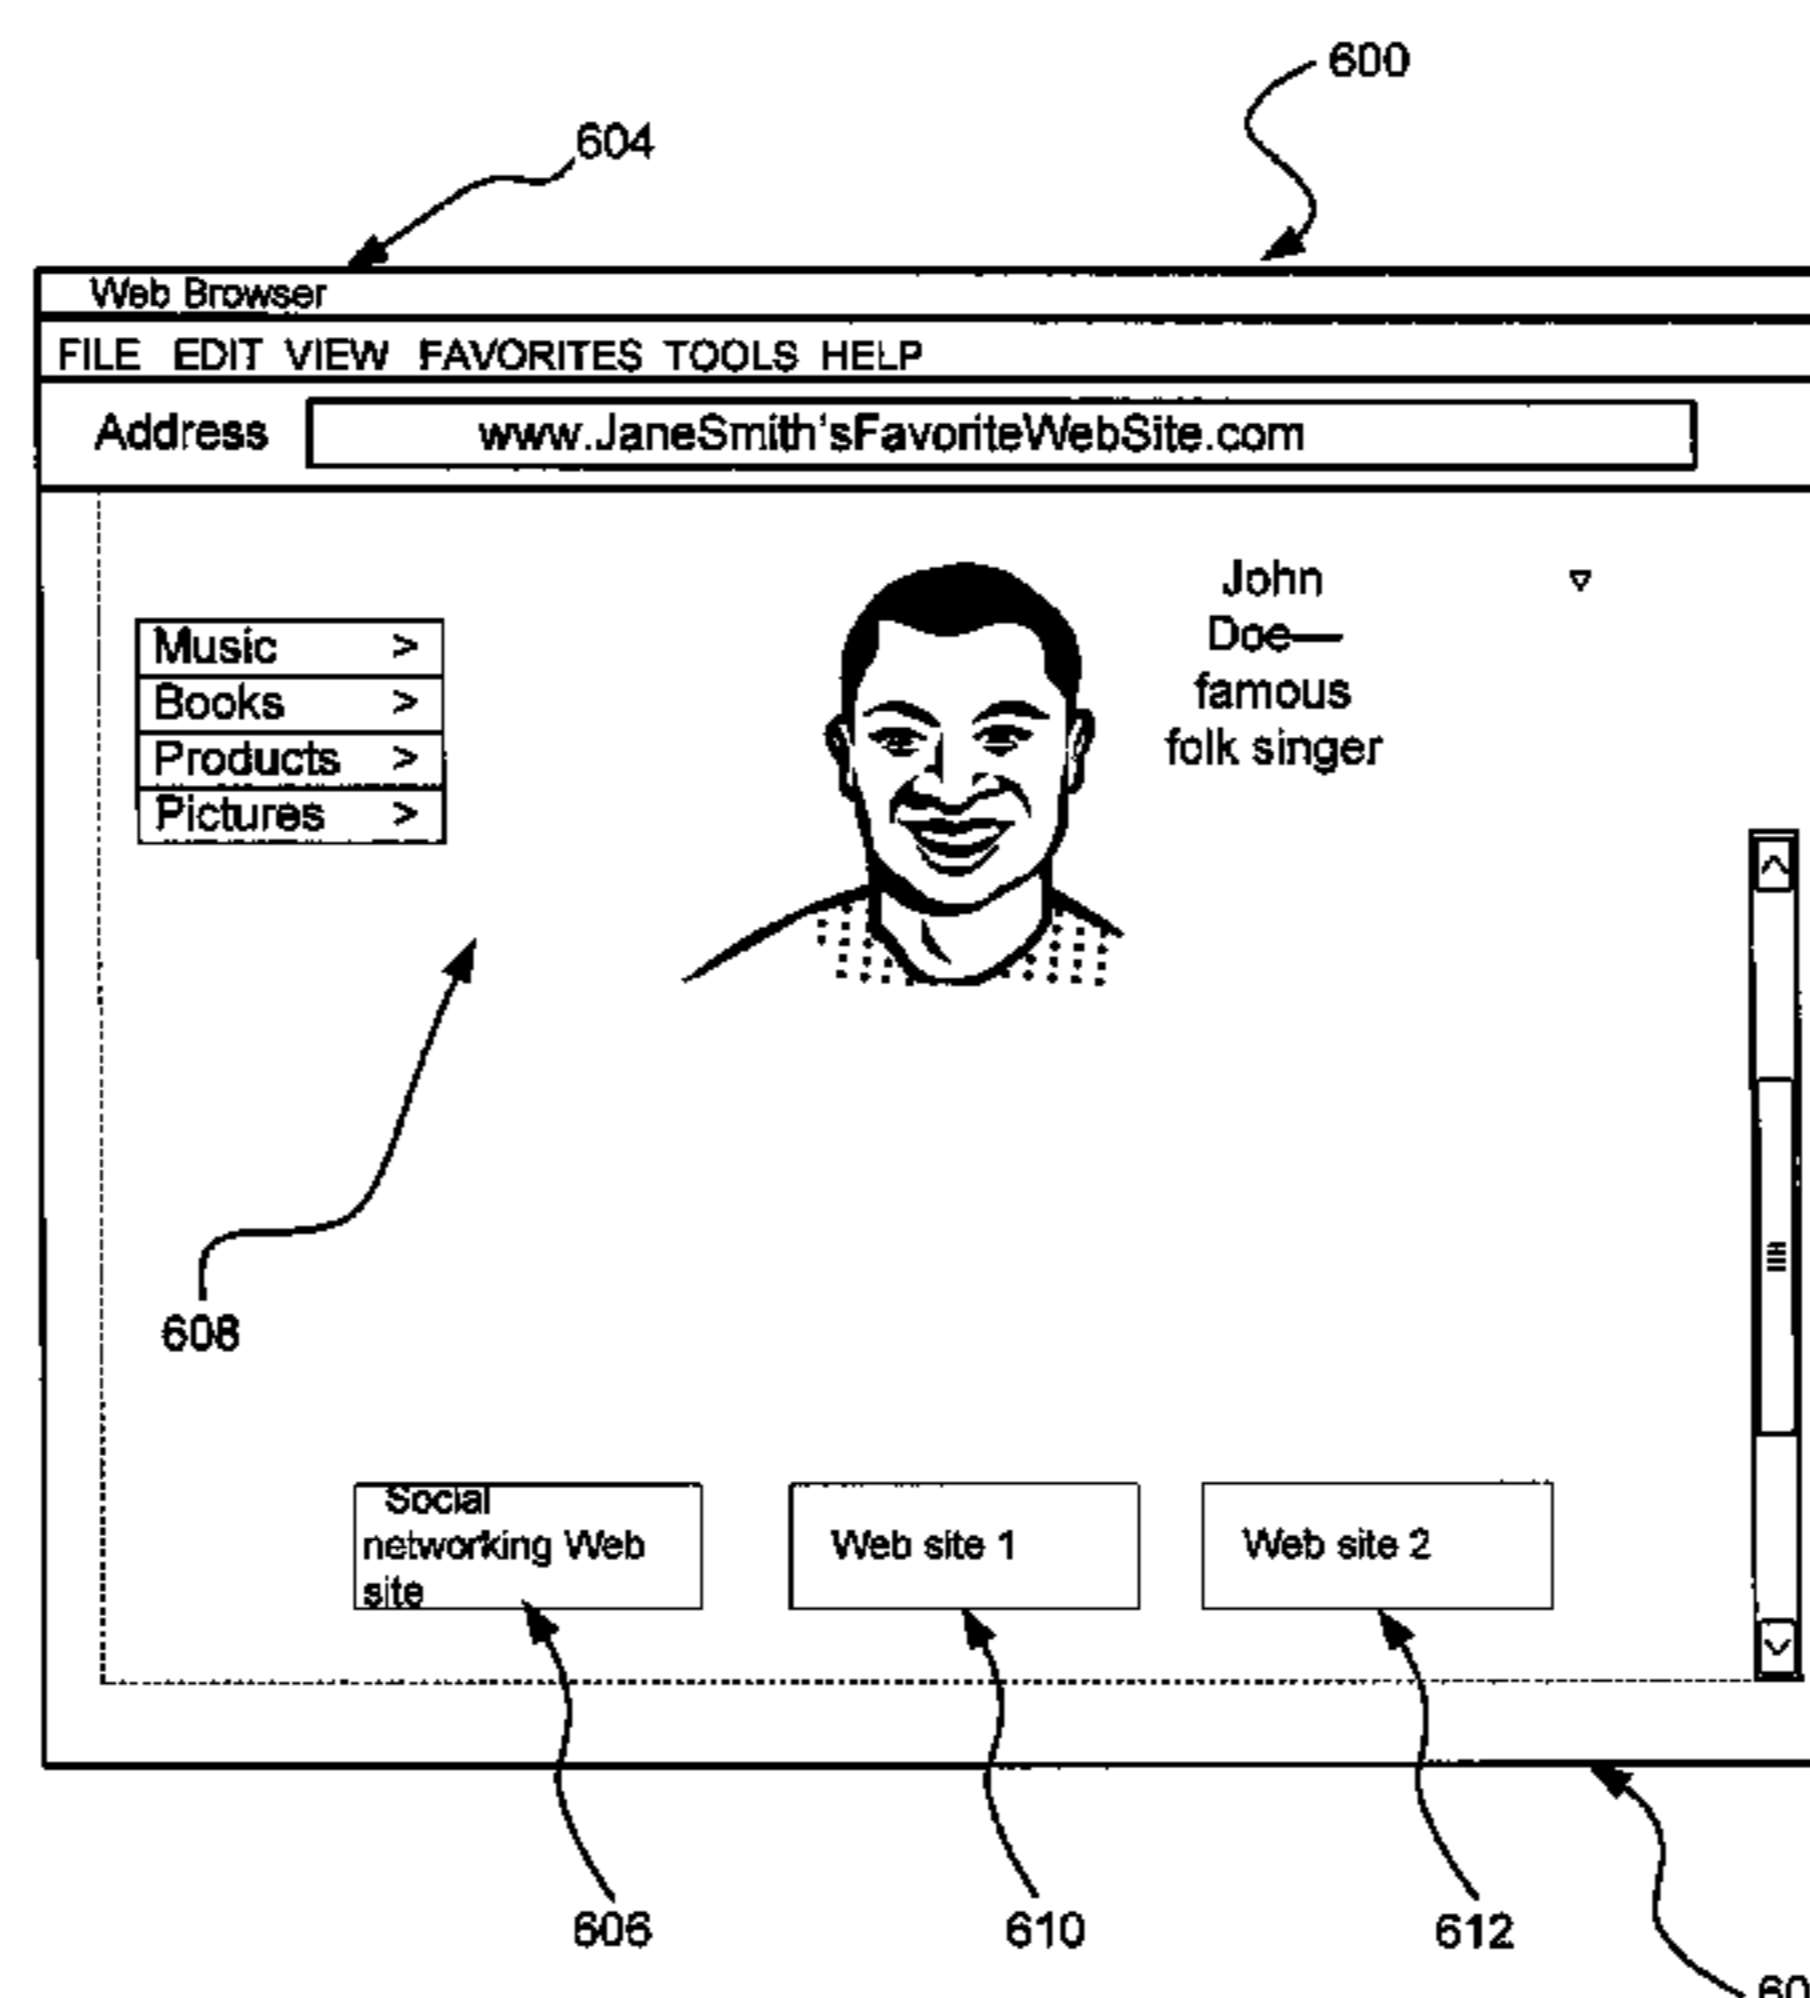 600
604
Web Browser
FILE EDIT VIEW FAVORITES TOOLS HELP
Address www.JaneSmith'sFavoriteWebSite.com
John
Doe—
famous
folk singer
Music >
Books >
Products >
Pictures >
608
Social
networking Web
site
Web site 1
Web site 2
606
610
612